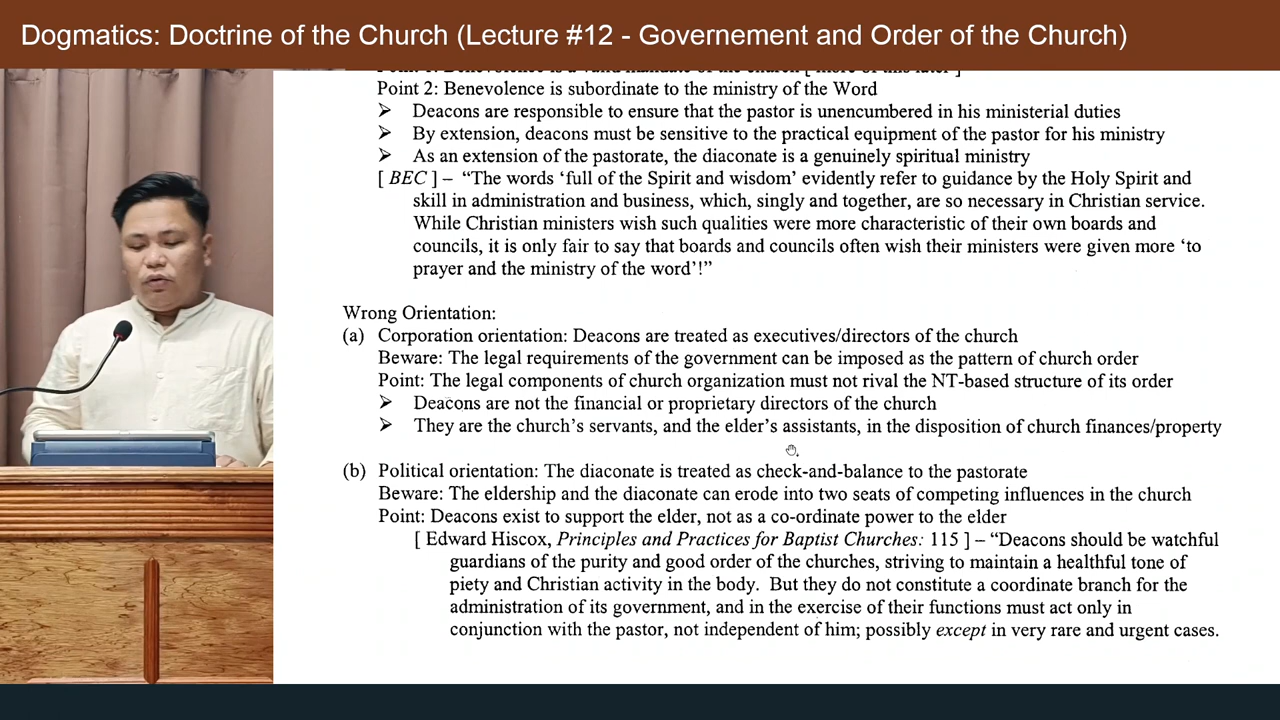 Dogmatics: Doctrine of the Church (Lecture #12 - Governement and Order of the Church)
Point 2: Benevolence is subordinate to the ministry of the Word
➢ Deacons are responsible to ensure that the pastor is unencumbered in his ministerial duties
➢ By extension, deacons must be sensitive to the practical equipment of the pastor for his ministry
➢ As an extension of the pastorate, the diaconate is a genuinely spiritual ministry
[ BEC ] – “The words ‘full of the Spirit and wisdom’ evidently refer to guidance by the Holy Spirit and
skill in administration and business, which, singly and together, are so necessary in Christian service.
While Christian ministers wish such qualities were more characteristic of their own boards and
councils, it is only fair to say that boards and councils often wish their ministers were given more ‘to
prayer and the ministry of the word’!”
Wrong Orientation:
(a) Corporation orientation: Deacons are treated as executives/directors of the church
Beware: The legal requirements of the government can be imposed as the pattern of church order
Point: The legal components of church organization must not rival the NT-based structure of its order
➢ Deacons are not the financial or proprietary directors of the church
➢ They are the church’s servants, and the elder’s assistants, in the disposition of church finances/property
(b) Political orientation: The diaconate is treated as check-and-balance to the pastorate
Beware: The eldership and the diaconate can erode into two seats of competing influences in the church
Point: Deacons exist to support the elder, not as a co-ordinate power to the elder
[ Edward Hiscox, Principles and Practices for Baptist Churches: 115 ] – “Deacons should be watchful
guardians of the purity and good order of the churches, striving to maintain a healthful tone of
piety and Christian activity in the body. But they do not constitute a coordinate branch for the
administration of its government, and in the exercise of their functions must act only in
conjunction with the pastor, not independent of him; possibly except in very rare and urgent cases.